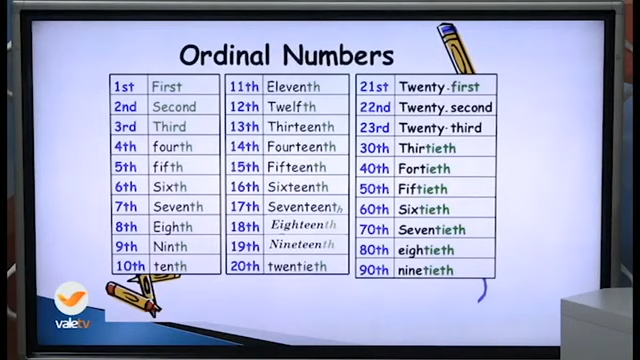 Ordinal Numbers
1st First
2nd Second
3rd Third
4th fourth
5th fifth
6th Sixth
7th Seventh
8th Eighth
9th Ninth
10th tenth
11th Eleventh
12th Twelfth
13th Thirteenth
14th Fourteenth
15th Fifteenth
16th Sixteenth
17th Seventeenth
18th Eighteenth
19th Nineteenth
20th twentieth
21st Twenty-first
22nd Twenty-second
23rd Twenty-third
30th Thirtieth
40th Fortieth
50th Fiftieth
60th Sixtieth
70th Seventieth
80th eightieth
90th ninetieth
valetv